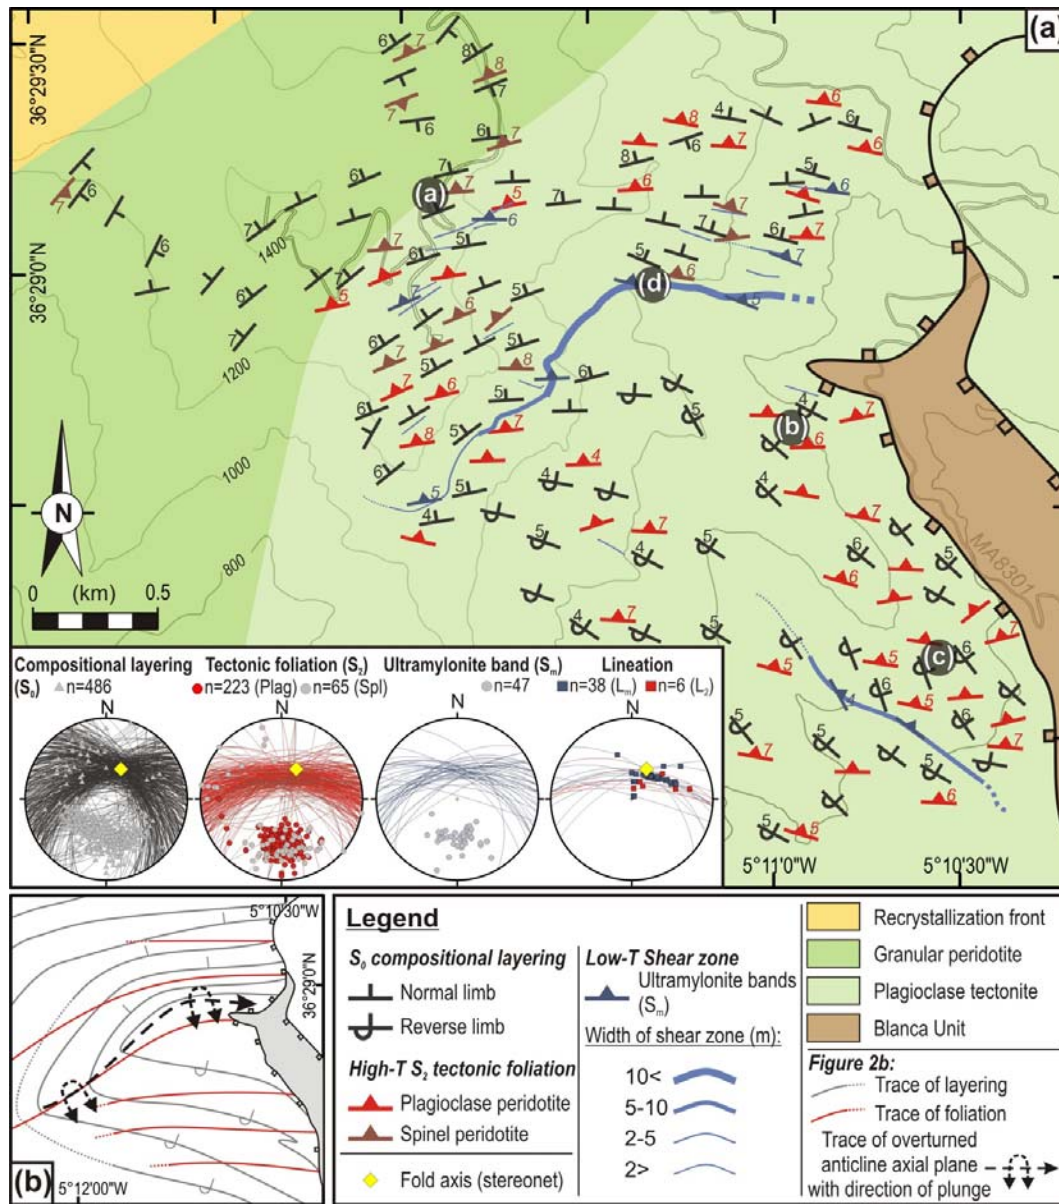 (a)
36°29'30"N
36°29'0"N
1400
1200
1000
800
(a)
(d)
(b)
(c)
MA8301
N
0 (km) 0.5
5°11'0"W
5°10'30"W
Compositional layering (S0)
n=486
Tectonic foliation (S2)
n=223 (Plag) n=65 (Spl)
Ultramylonite band (Sm)
n=47
Lineation
n=38 (Lm) n=6 (L2)
N
N
N
N
(b)
5°10'30"W
36°29'0"N
5°12'00"W
Legend
S0 compositional layering
Normal limb
Reverse limb
High-T S2 tectonic foliation
Plagioclase peridotite
Spinel peridotite
Fold axis (stereonet)
Low-T Shear zone
Ultramylonite bands
(Sm)
Width of shear zone (m):
10<
5-10
2-5
2>
Recrystallization front
Granular peridotite
Plagioclase tectonite
Blanca Unit
Figure 2b:
Trace of layering
Trace of foliation
Trace of overturned
anticline axial plane
with direction of plunge